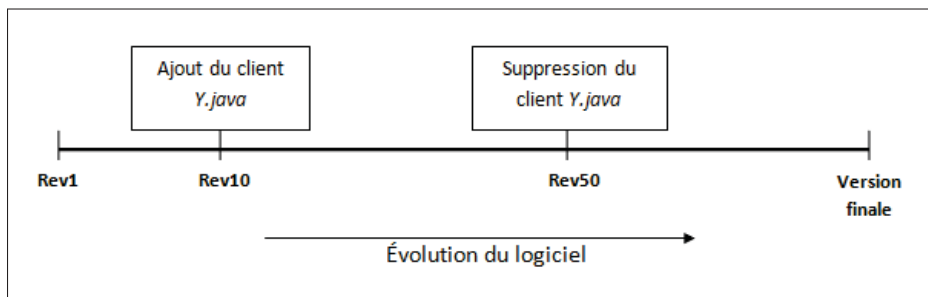 Ajout du client
Y.java
Suppression du
client Y.java
Rev1
Rev10
Rev50
Version
finale
Évolution du logiciel